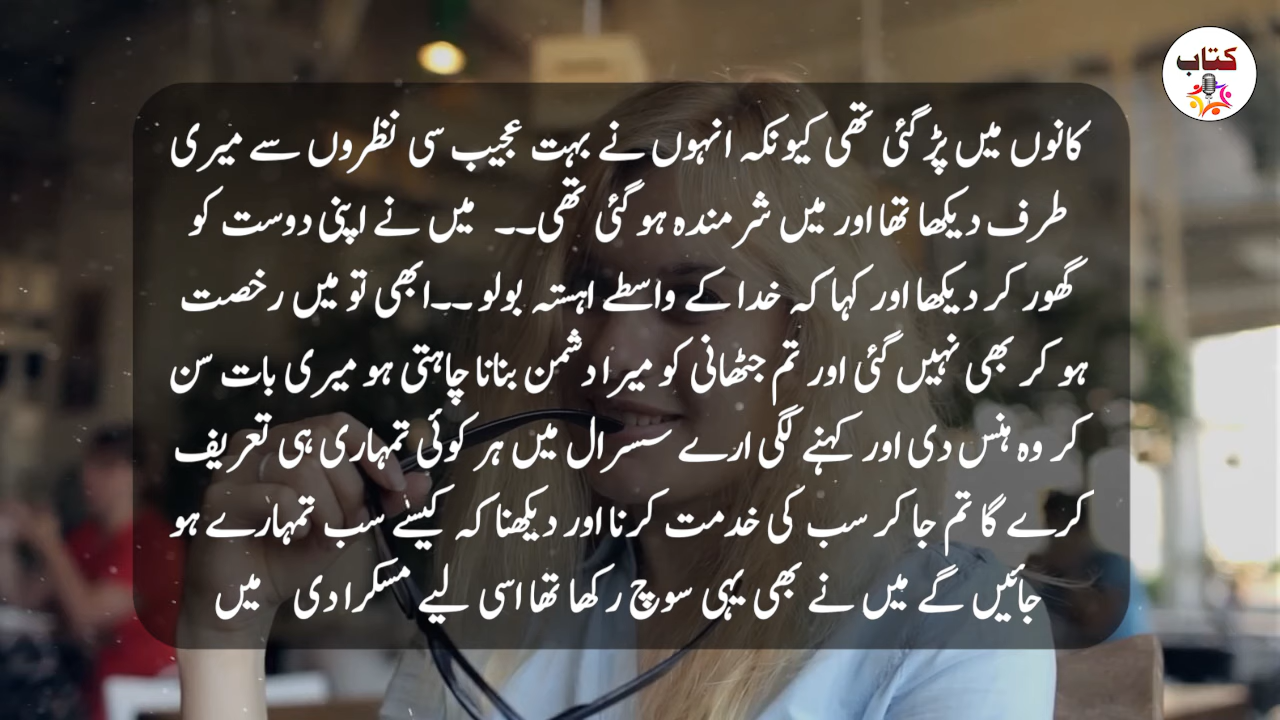 کتاب
کانوں میں پڑ گئی تھی کیونکہ انہوں نے بہت عجیب سی نظروں سے میری
طرف دیکھا تھا اور میں شرمندہ ہو گئی تھی۔۔ میں نے اپنی دوست کو
گھور کر دیکھا اور کہا کہ خدا کے واسطے اہستہ بولو ۔۔ابھی تو میں رخصت
ہو کر بھی نہیں گئی اور تم جٹھانی کو میرا دشمن بنانا چاہتی ہو میری بات سن
کر وہ ہنس دی اور کہنے لگی ارے سسرال میں ہر کوئی تمہاری ہی تعریف
کرے گا تم جا کر سب کی خدمت کرنا اور دیکھنا کہ کیسے سب تمہارے ہو
جائیں گے میں نے بھی یہی سوچ رکھا تھا اسی لیے مسکرا دی میں